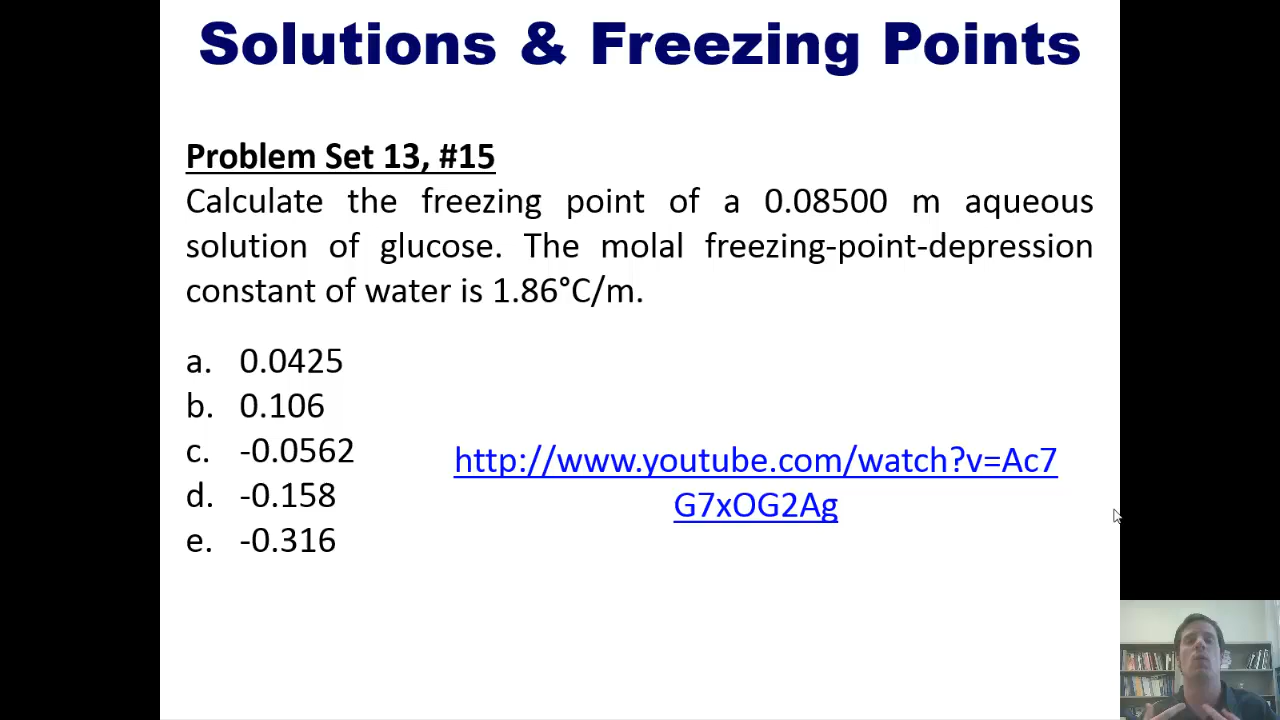 Solutions & Freezing Points
Problem Set 13, #15
Calculate the freezing point of a 0.08500 m aqueous
solution of glucose. The molal freezing-point-depression
constant of water is 1.86°C/m.
a. 0.0425
b. 0.106
c. -0.0562
d. -0.158
e. -0.316
http://www.youtube.com/watch?v=Ac7
G7xOG2Ag